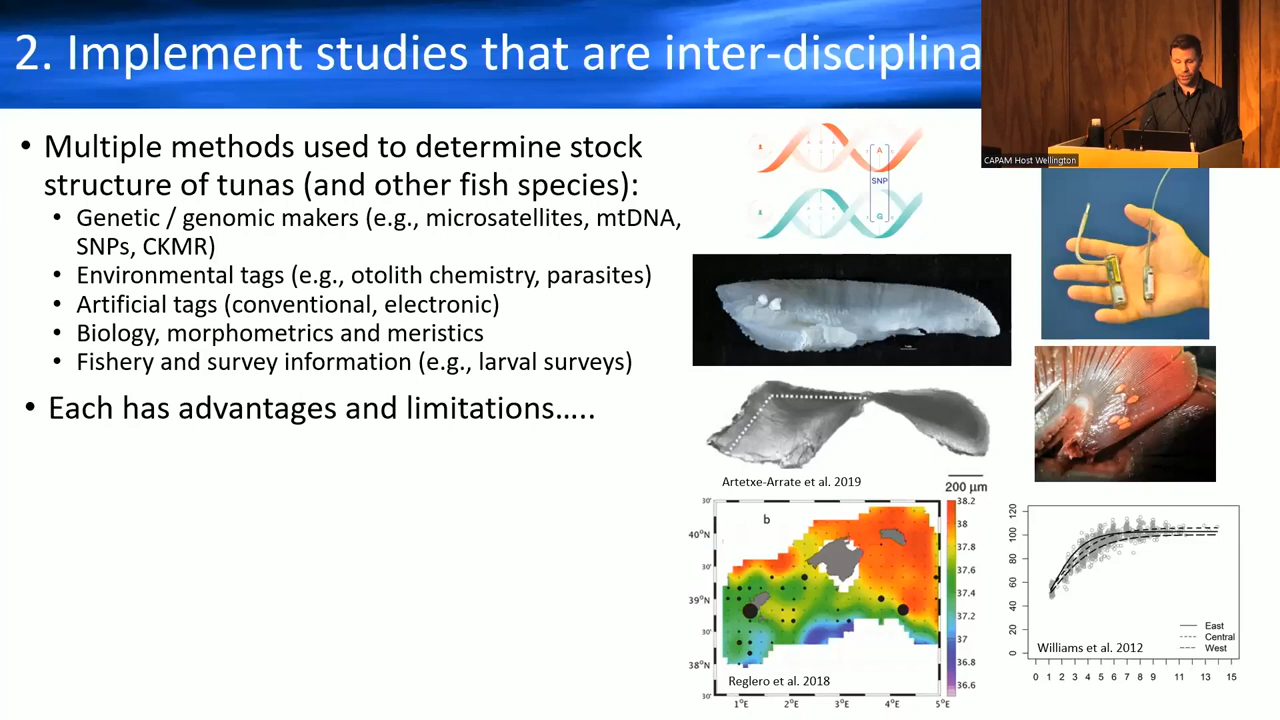 2. Implement studies that are inter-disciplina
CAPAM Host Wellington
• Multiple methods used to determine stock
structure of tunas (and other fish species):
• Genetic / genomic makers (e.g., microsatellites, mtDNA,
SNPs, CKMR)
• Environmental tags (e.g., otolith chemistry, parasites)
• Artificial tags (conventional, electronic)
• Biology, morphometrics and meristics
• Fishery and survey information (e.g., larval surveys)
• Each has advantages and limitations…..
A
SNP
G
Artetxe-Arrate et al. 2019
200 µm
b
30'
40°N
30'
39°N
30'
38°N
30'
1°E 2°E 3°E 4°E 5°E
38.2
38
37.8
37.6
37.4
37.2
37
36.8
36.6
Reglero et al. 2018
120
100
80
60
40
20
0
East
Central
West
Williams et al. 2012
0 1 2 3 4 5 6 7 8 9 11 13 15